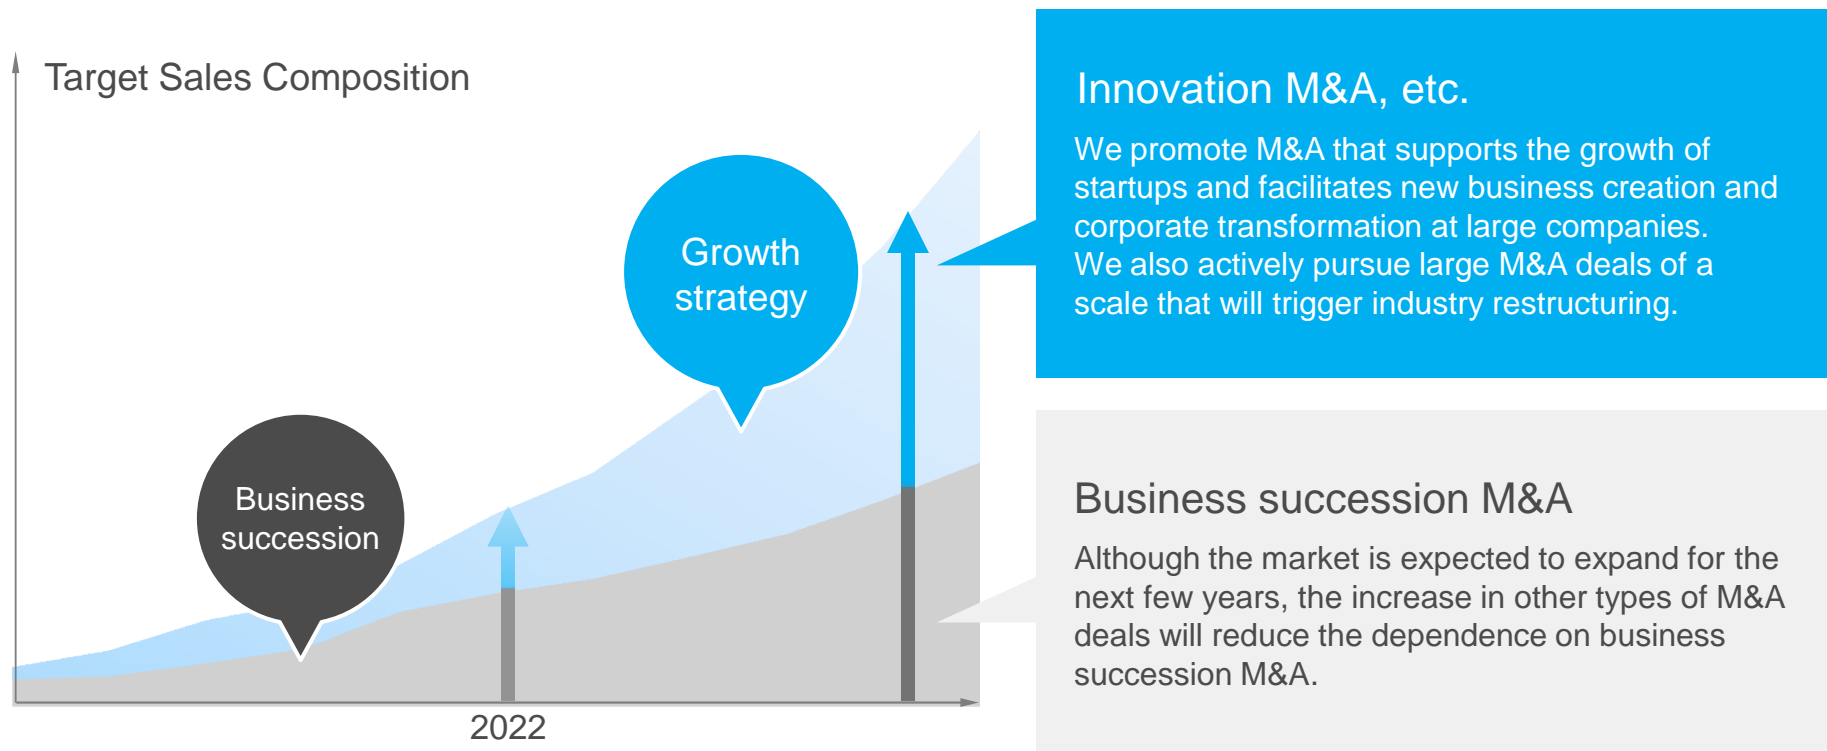 Target Sales Composition
Growth
strategy
Business
succession
2022
Innovation M&A, etc.
We promote M&A that supports the growth of
startups and facilitates new business creation and
corporate transformation at large companies.
We also actively pursue large M&A deals of a
scale that will trigger industry restructuring.
Business succession M&A
Although the market is expected to expand for the
next few years, the increase in other types of M&A
deals will reduce the dependence on business
succession M&A.